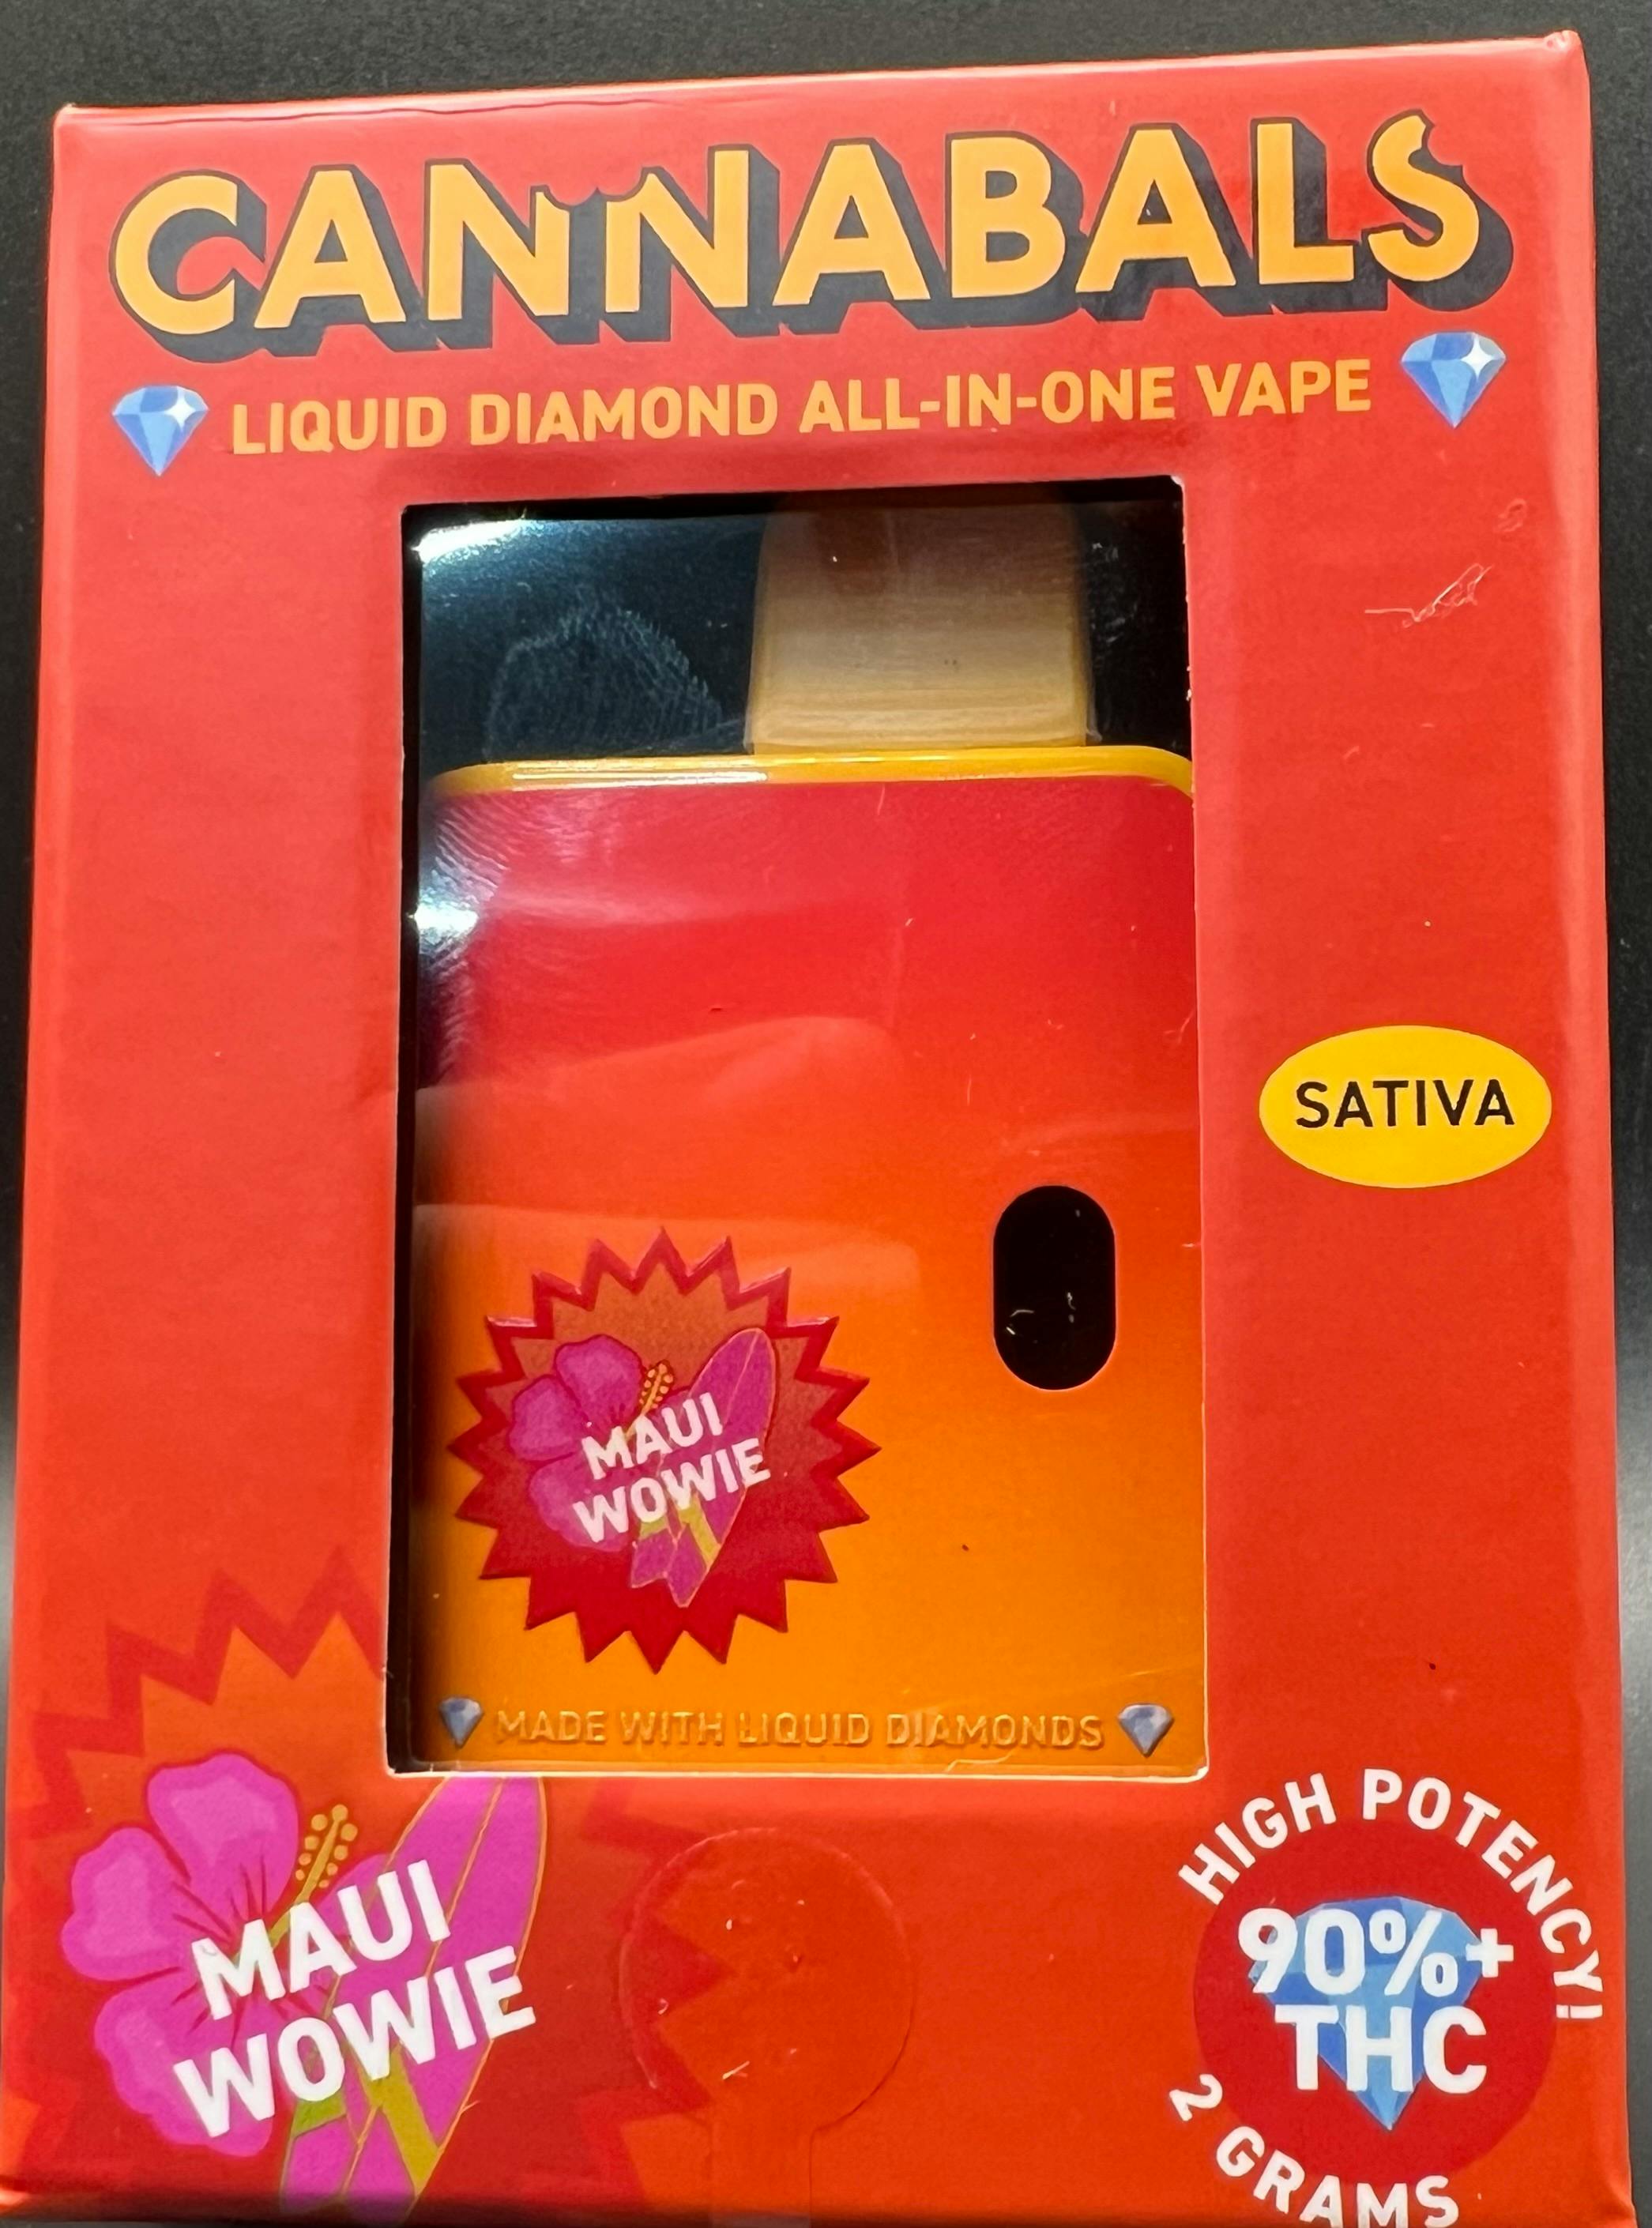 CANNABALS
LIQUID DIAMOND ALL-IN-ONE VAPE
SATIVA
MAUI
WOWIE
MADE WITH LIQUID DIAMONDS
MAUI
WOWIE
HIGH POTENCY!
90%+
THC
2 GRAMS